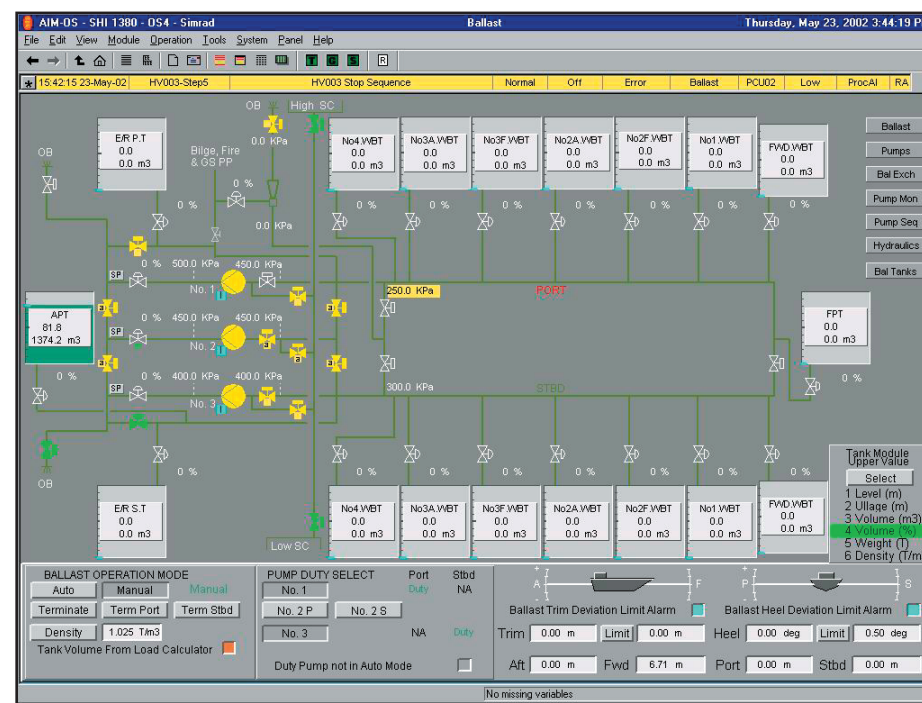 AIM-OS - SHI 1380 - OS4 - Simrad Ballast Thursday, May 23, 2002 3:44:19 P
File Edit View Module Operation Tools System Panel Help
T G S R
* 15:42:15 23-May-02 HV003-Step5 HV003 Stop Sequence Normal Off Error Ballast PCU02 Low ProcAl RA
OB High SC
Ballast
Pumps
Bal Exch
Pump Mon
Pump Seq
Hydraulics
Bal Tanks
E/R P.T
0.0
0.0 m3
OB
Bilge, Fire
& GS PP
0.0 KPa
No4.WBT
0.0
0.0 m3
No3A.WBT
0.0
0.0 m3
No3F.WBT
0.0
0.0 m3
No2A.WBT
0.0
0.0 m3
No2F.WBT
0.0
0.0 m3
No1.WBT
0.0
0.0 m3
FWD.WBT
0.0
0.0 m3
0 %
0 % 0.0 KPa 0 % 0 % 0 % 0 %
SP 0 % 500.0 KPa 450.0 KPa
No. 1
250.0 KPa PORT
APT
81.8
1374.2 m3
SP 0 % 450.0 KPa 450.0 KPa
No. 2
FPT
0.0
0.0 m3
0 %
SP 0 % 400.0 KPa 400.0 KPa
No. 3
300.0 KPa STBD
0 %
OB
0 % 0 % 0 % 0 % 0 %
E/R S.T
0.0
0.0 m3
Low SC
No4.WBT
0.0
0.0 m3
No3A.WBT
0.0
0.0 m3
No3F.WBT
0.0
0.0 m3
No2A.WBT
0.0
0.0 m3
No2F.WBT
0.0
0.0 m3
No1.WBT
0.0
0.0 m3
FWD.WBT
0.0
0.0 m3
Tank Module
Upper Value
Select
1 Level (m)
2 Ullage (m)
3 Volume (m3)
4 Volume (%)
5 Weight (T)
6 Density (T/m
BALLAST OPERATION MODE
Auto Manual Manual
Terminate Term Port Term Stbd
Density 1.025 T/m3
Tank Volume From Load Calculator
PUMP DUTY SELECT Port Stbd
No. 1 Duty NA
No. 2 P No. 2 S
No. 3 NA Duty
Duty Pump not in Auto Mode
+ A - + F -
Ballast Trim Deviation Limit Alarm
Trim 0.00 m Limit 0.00 m
Aft 0.00 m Fwd 6.71 m
+ P - + S -
Ballast Heel Deviation Limit Alarm
Heel 0.00 deg Limit 0.50 deg
Port 0.00 m Stbd 0.00 m
No missing variables